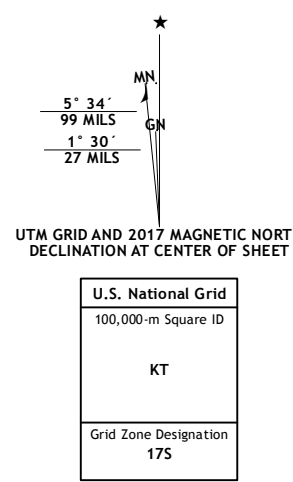 ★
MN
GN
5° 34´
99 MILS
1° 30´
27 MILS
UTM GRID AND 2017 MAGNETIC NORT
DECLINATION AT CENTER OF SHEET
U.S. National Grid
100,000-m Square ID
KT
Grid Zone Designation
17S